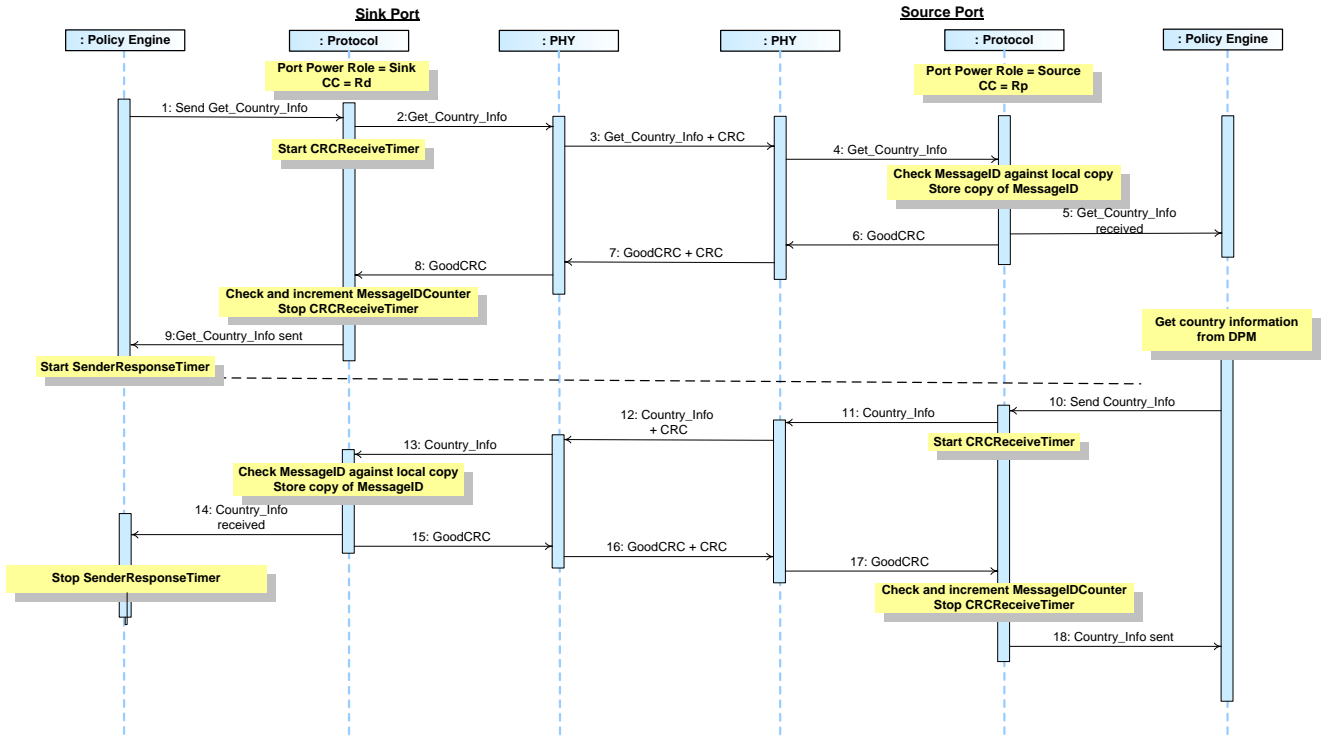 Sink Port
Source Port
: Policy Engine
: Protocol
: PHY
: PHY
: Protocol
: Policy Engine
Port Power Role = Sink
CC = Rd
Port Power Role = Source
CC = Rp
1: Send Get_Country_Info
2:Get_Country_Info
Start CRCReceiveTimer
3: Get_Country_Info + CRC
4: Get_Country_Info
Check MessageID against local copy
Store copy of MessageID
5: Get_Country_Info
received
6: GoodCRC
7: GoodCRC + CRC
8: GoodCRC
Check and increment MessageIDCounter
Stop CRCReceiveTimer
9:Get_Country_Info sent
Start SenderResponseTimer
Get country information
from DPM
10: Send Country_Info
11: Country_Info
Start CRCReceiveTimer
12: Country_Info
+ CRC
13: Country_Info
Check MessageID against local copy
Store copy of MessageID
14: Country_Info
received
15: GoodCRC
16: GoodCRC + CRC
17: GoodCRC
Stop SenderResponseTimer
Check and increment MessageIDCounter
Stop CRCReceiveTimer
18: Country_Info sent